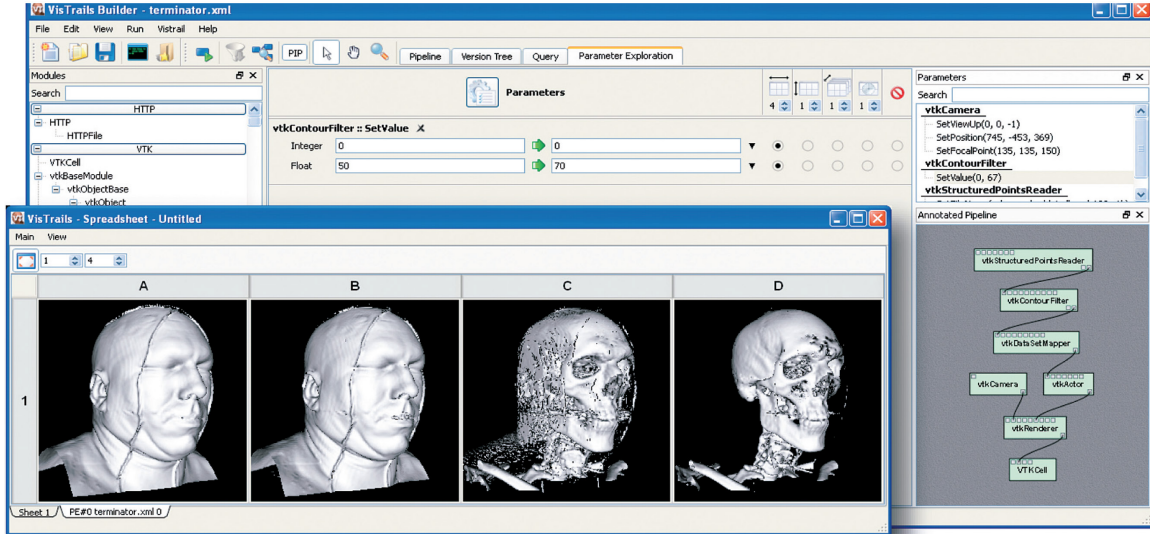 VisTrails Builder - terminator.xml
File Edit View Run Vistrail Help
PIP Pipeline Version Tree Query Parameter Exploration
Modules
Search
HTTP
HTTP
HTTPFile
VTK
VTKCell
vtkBaseModule
vtkObjectBase
vtkObject
Parameters
4 1 1 1
vtkContourFilter :: SetValue
Integer 0 0
Float 50 70
Parameters
Search
vtkCamera
SetViewUp(0, 0, -1)
SetPosition(745, -453, 369)
SetFocalPoint(135, 135, 150)
vtkContourFilter
SetValue(0, 67)
vtkStructuredPointsReader
Annotated Pipeline
vtkStructuredPointsReader
vtkContourFilter
vtkDataSetMapper
vtkCamera vtkActor
vtkRenderer
VTKCell
VisTrails - Spreadsheet - Untitled
Main View
1 4
A B C D
1
Sheet 1 PE#0 terminator.xml 0